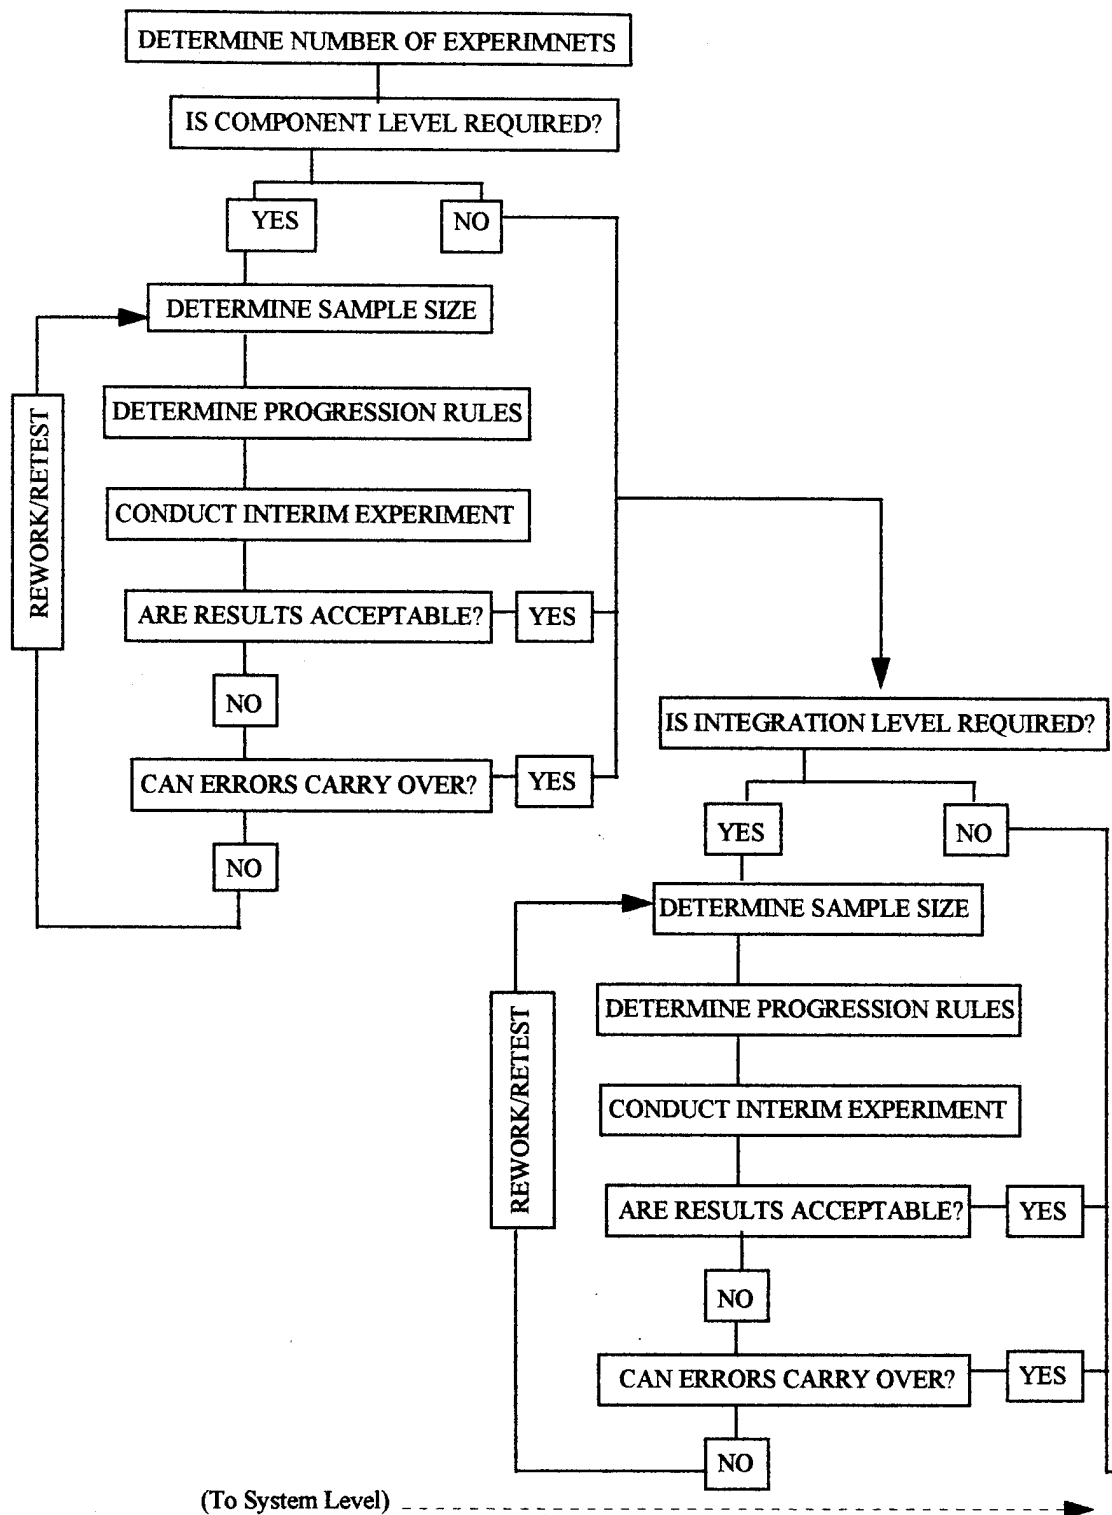 DETERMINE NUMBER OF EXPERIMNETS
IS COMPONENT LEVEL REQUIRED?
YES
NO
DETERMINE SAMPLE SIZE
DETERMINE PROGRESSION RULES
REWORK/RETEST
CONDUCT INTERIM EXPERIMENT
ARE RESULTS ACCEPTABLE?
YES
NO
CAN ERRORS CARRY OVER?
YES
NO
IS INTEGRATION LEVEL REQUIRED?
YES
NO
DETERMINE SAMPLE SIZE
DETERMINE PROGRESSION RULES
REWORK/RETEST
CONDUCT INTERIM EXPERIMENT
ARE RESULTS ACCEPTABLE?
YES
NO
CAN ERRORS CARRY OVER?
YES
NO
(To System Level)